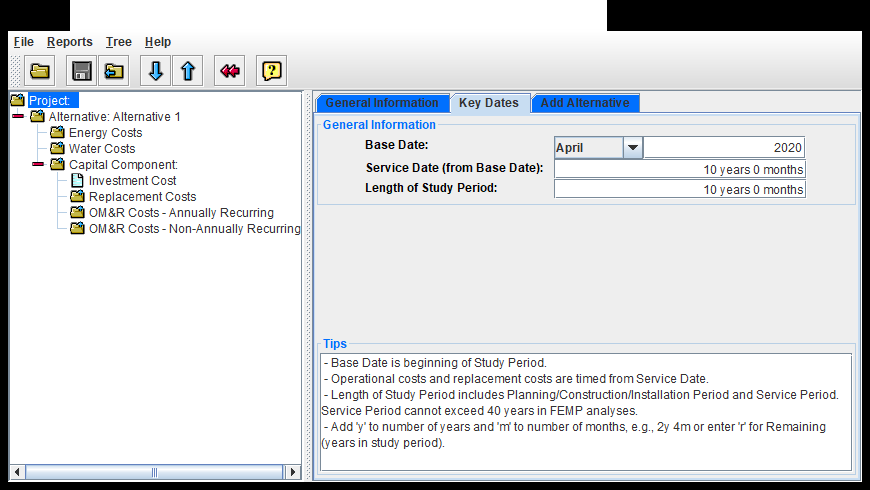 File Reports Tree Help
Project:
Alternative: Alternative 1
Energy Costs
Water Costs
Capital Component:
Investment Cost
Replacement Costs
OM&R Costs - Annually Recurring
OM&R Costs - Non-Annually Recurring
General Information Key Dates Add Alternative
General Information
Base Date: April 2020
Service Date (from Base Date): 10 years 0 months
Length of Study Period: 10 years 0 months
Tips
- Base Date is beginning of Study Period.
- Operational costs and replacement costs are timed from Service Date.
- Length of Study Period includes Planning/Construction/Installation Period and Service Period.
Service Period cannot exceed 40 years in FEMP analyses.
- Add 'y' to number of years and 'm' to number of months, e.g., 2y 4m or enter 'r' for Remaining
(years in study period).